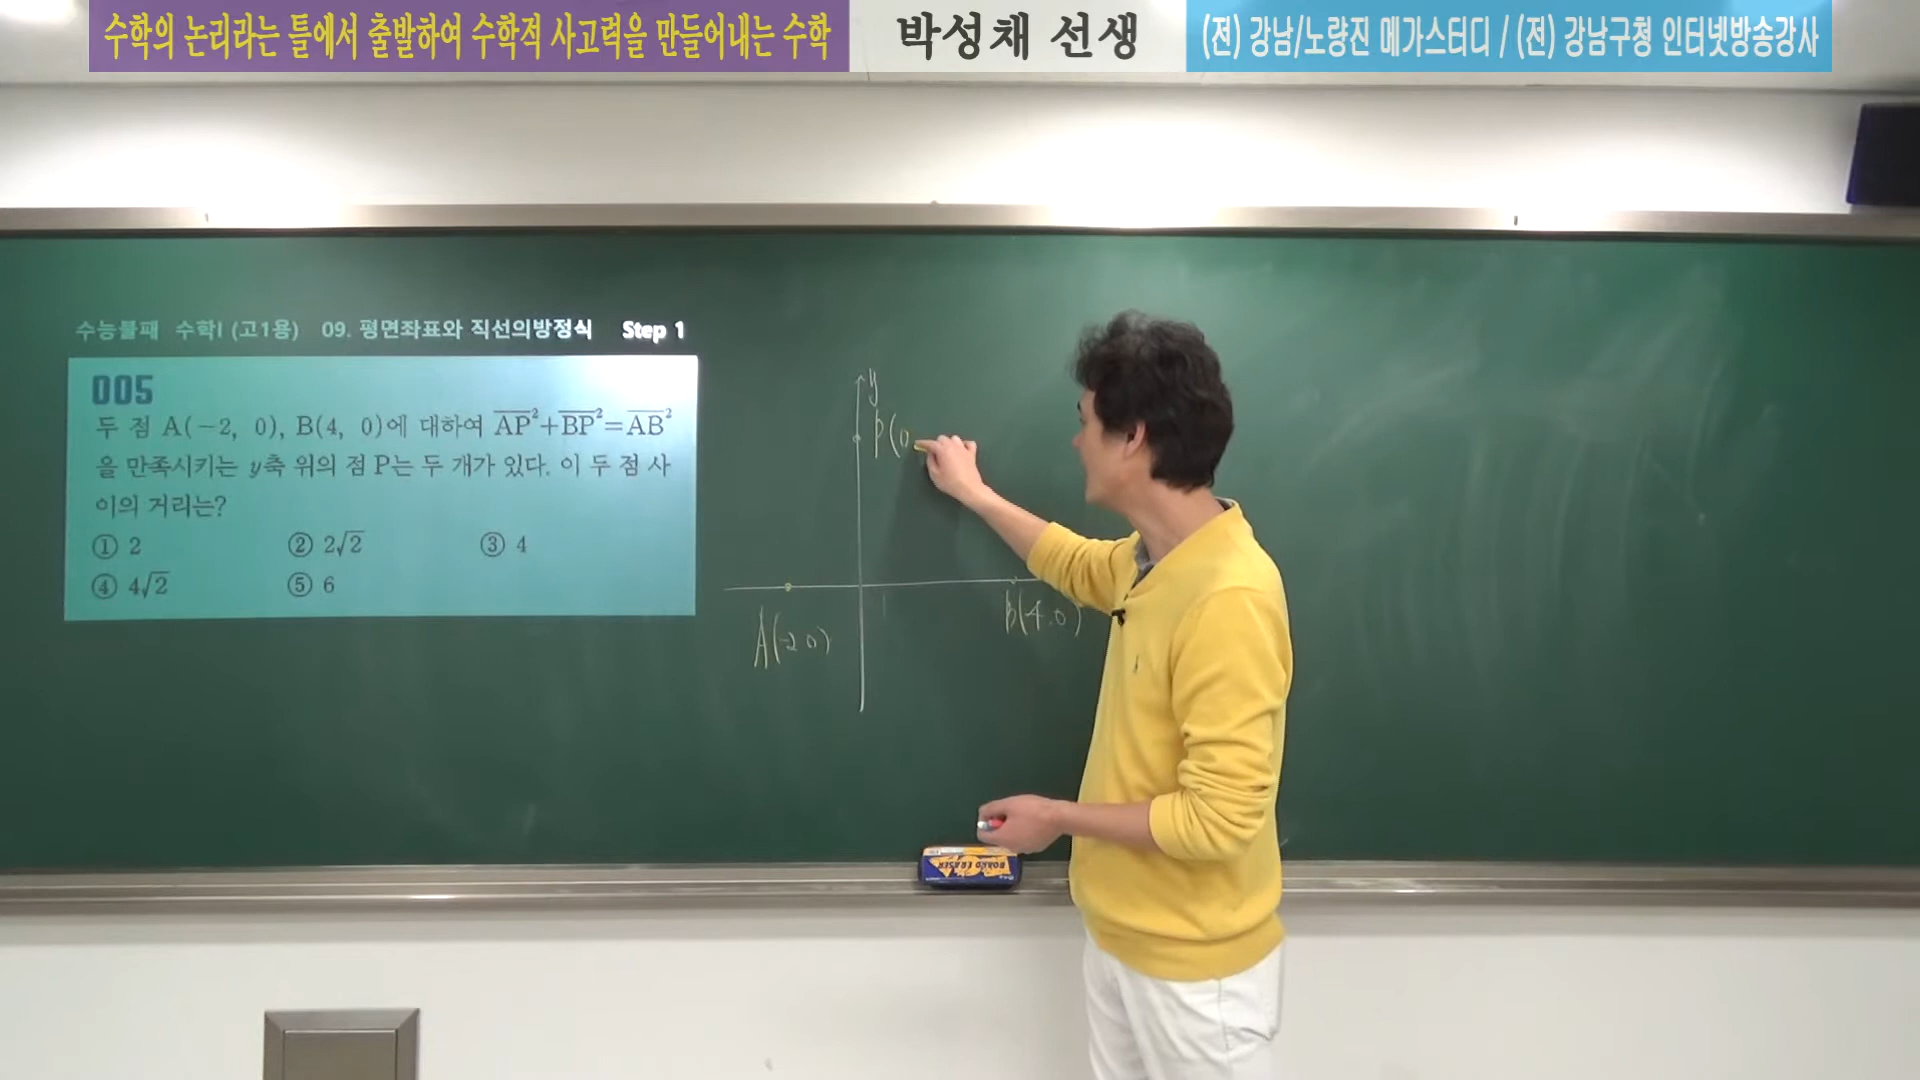 수학의 논리라는 틀에서 출발하여 수학적 사고력을 만들어내는 수학
박성채 선생
(전) 강남/노량진 메가스터디 / (전) 강남구청 인터넷방송강사
수능불패 수학Ⅰ(고1용) 09. 평면좌표와 직선의방정식 Step 1
005
두 점 A(−2, 0), B(4, 0)에 대하여 AP²+BP²=AB²
을 만족시키는 y축 위의 점 P는 두 개가 있다. 이 두 점 사
이의 거리는?
① 2 ② 2√2 ③ 4
④ 4√2 ⑤ 6
y
P(0
A(-2 0)
B(4.0)
BOARD ERASER